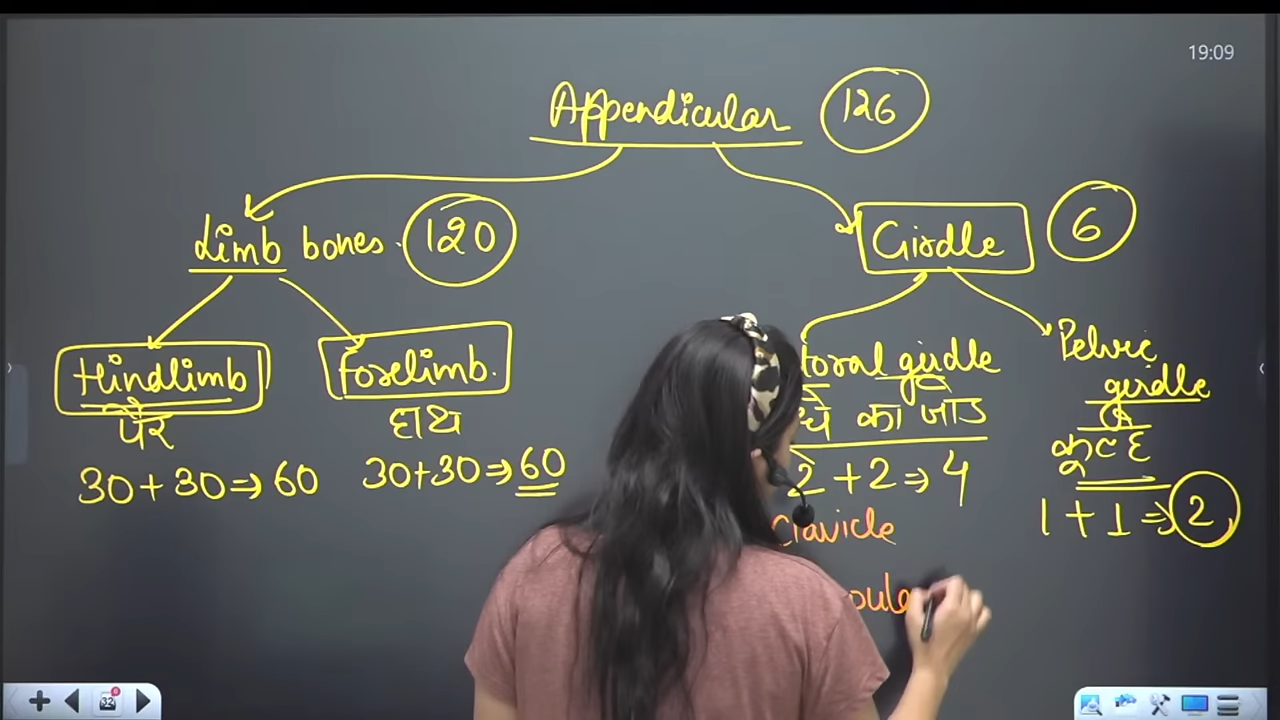 19:09
Appendicular 126
Limb bones. 120
Girdle 6
Hindlimb
पैर
30+30⇒60
Forelimb.
हाथ
30+30⇒60
girdle
का जोड
2+2⇒4
Clavicle
Pelvic
girdle
1+1⇒2
32